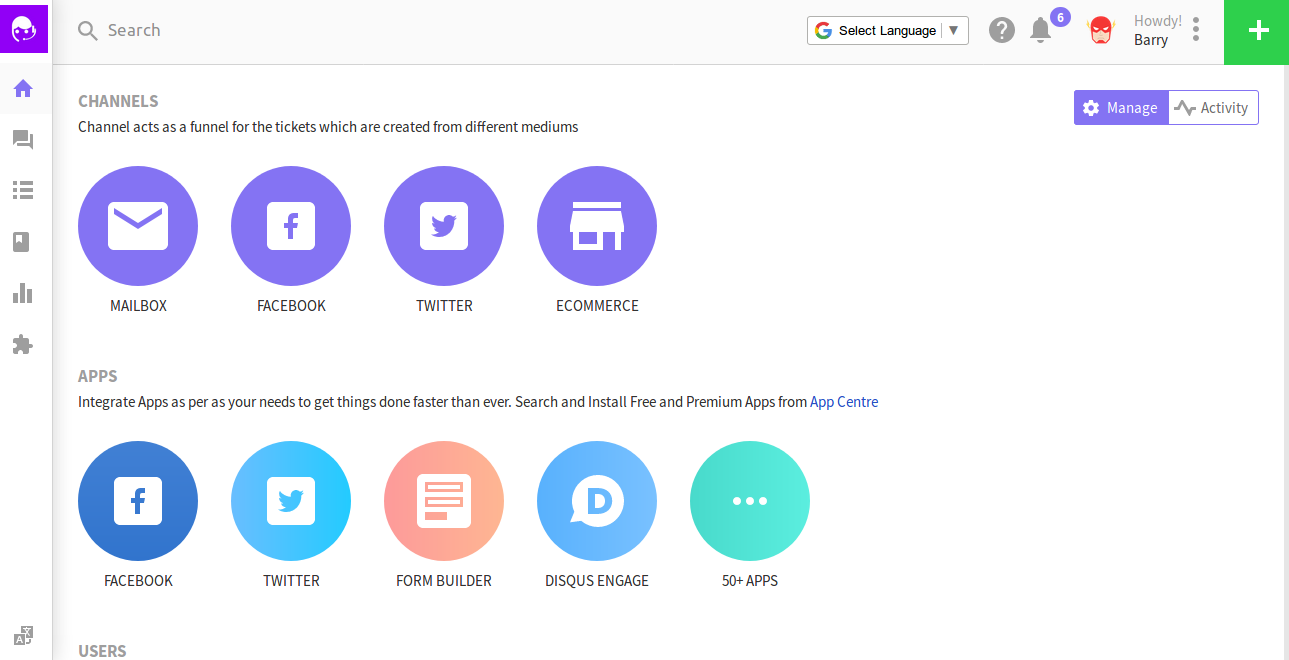 Search
Select Language ▼
6
Howdy!
Barry
CHANNELS
Channel acts as a funnel for the tickets which are created from different mediums
Manage
Activity
MAILBOX
FACEBOOK
TWITTER
ECOMMERCE
APPS
Integrate Apps as per as your needs to get things done faster than ever. Search and Install Free and Premium Apps from App Centre
FACEBOOK
TWITTER
FORM BUILDER
DISQUS ENGAGE
50+ APPS
USERS